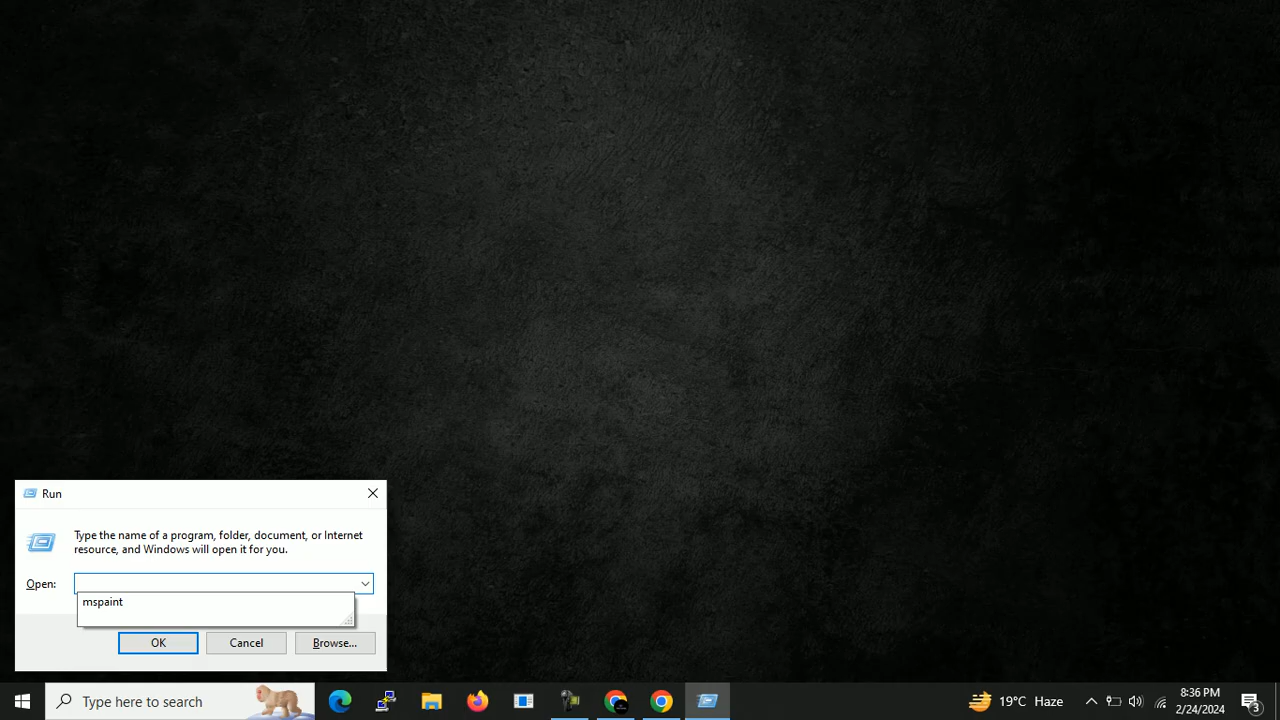 Run
Type the name of a program, folder, document, or Internet
resource, and Windows will open it for you.
Open:
mspaint
OK Cancel Browse...
Type here to search
19°C Haze
8:36 PM
2/24/2024
3